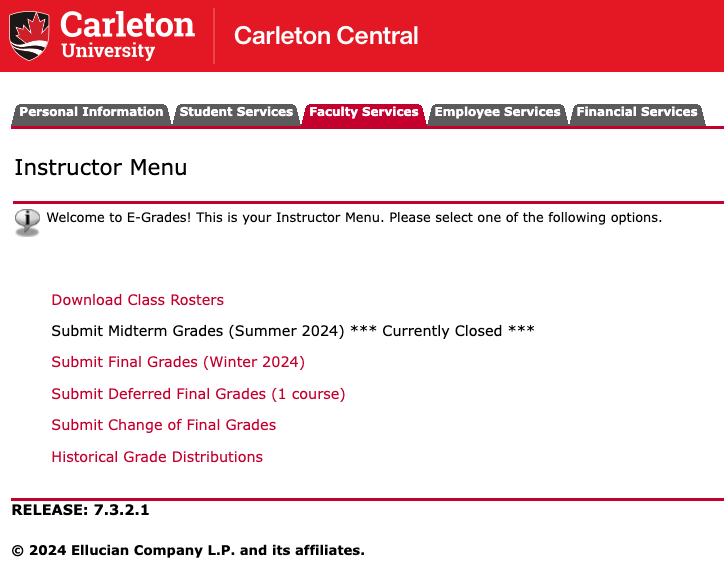 Carleton
University
Carleton Central
Personal Information
Student Services
Faculty Services
Employee Services
Financial Services
Instructor Menu
Welcome to E-Grades! This is your Instructor Menu. Please select one of the following options.
Download Class Rosters
Submit Midterm Grades (Summer 2024) *** Currently Closed ***
Submit Final Grades (Winter 2024)
Submit Deferred Final Grades (1 course)
Submit Change of Final Grades
Historical Grade Distributions
RELEASE: 7.3.2.1
© 2024 Ellucian Company L.P. and its affiliates.